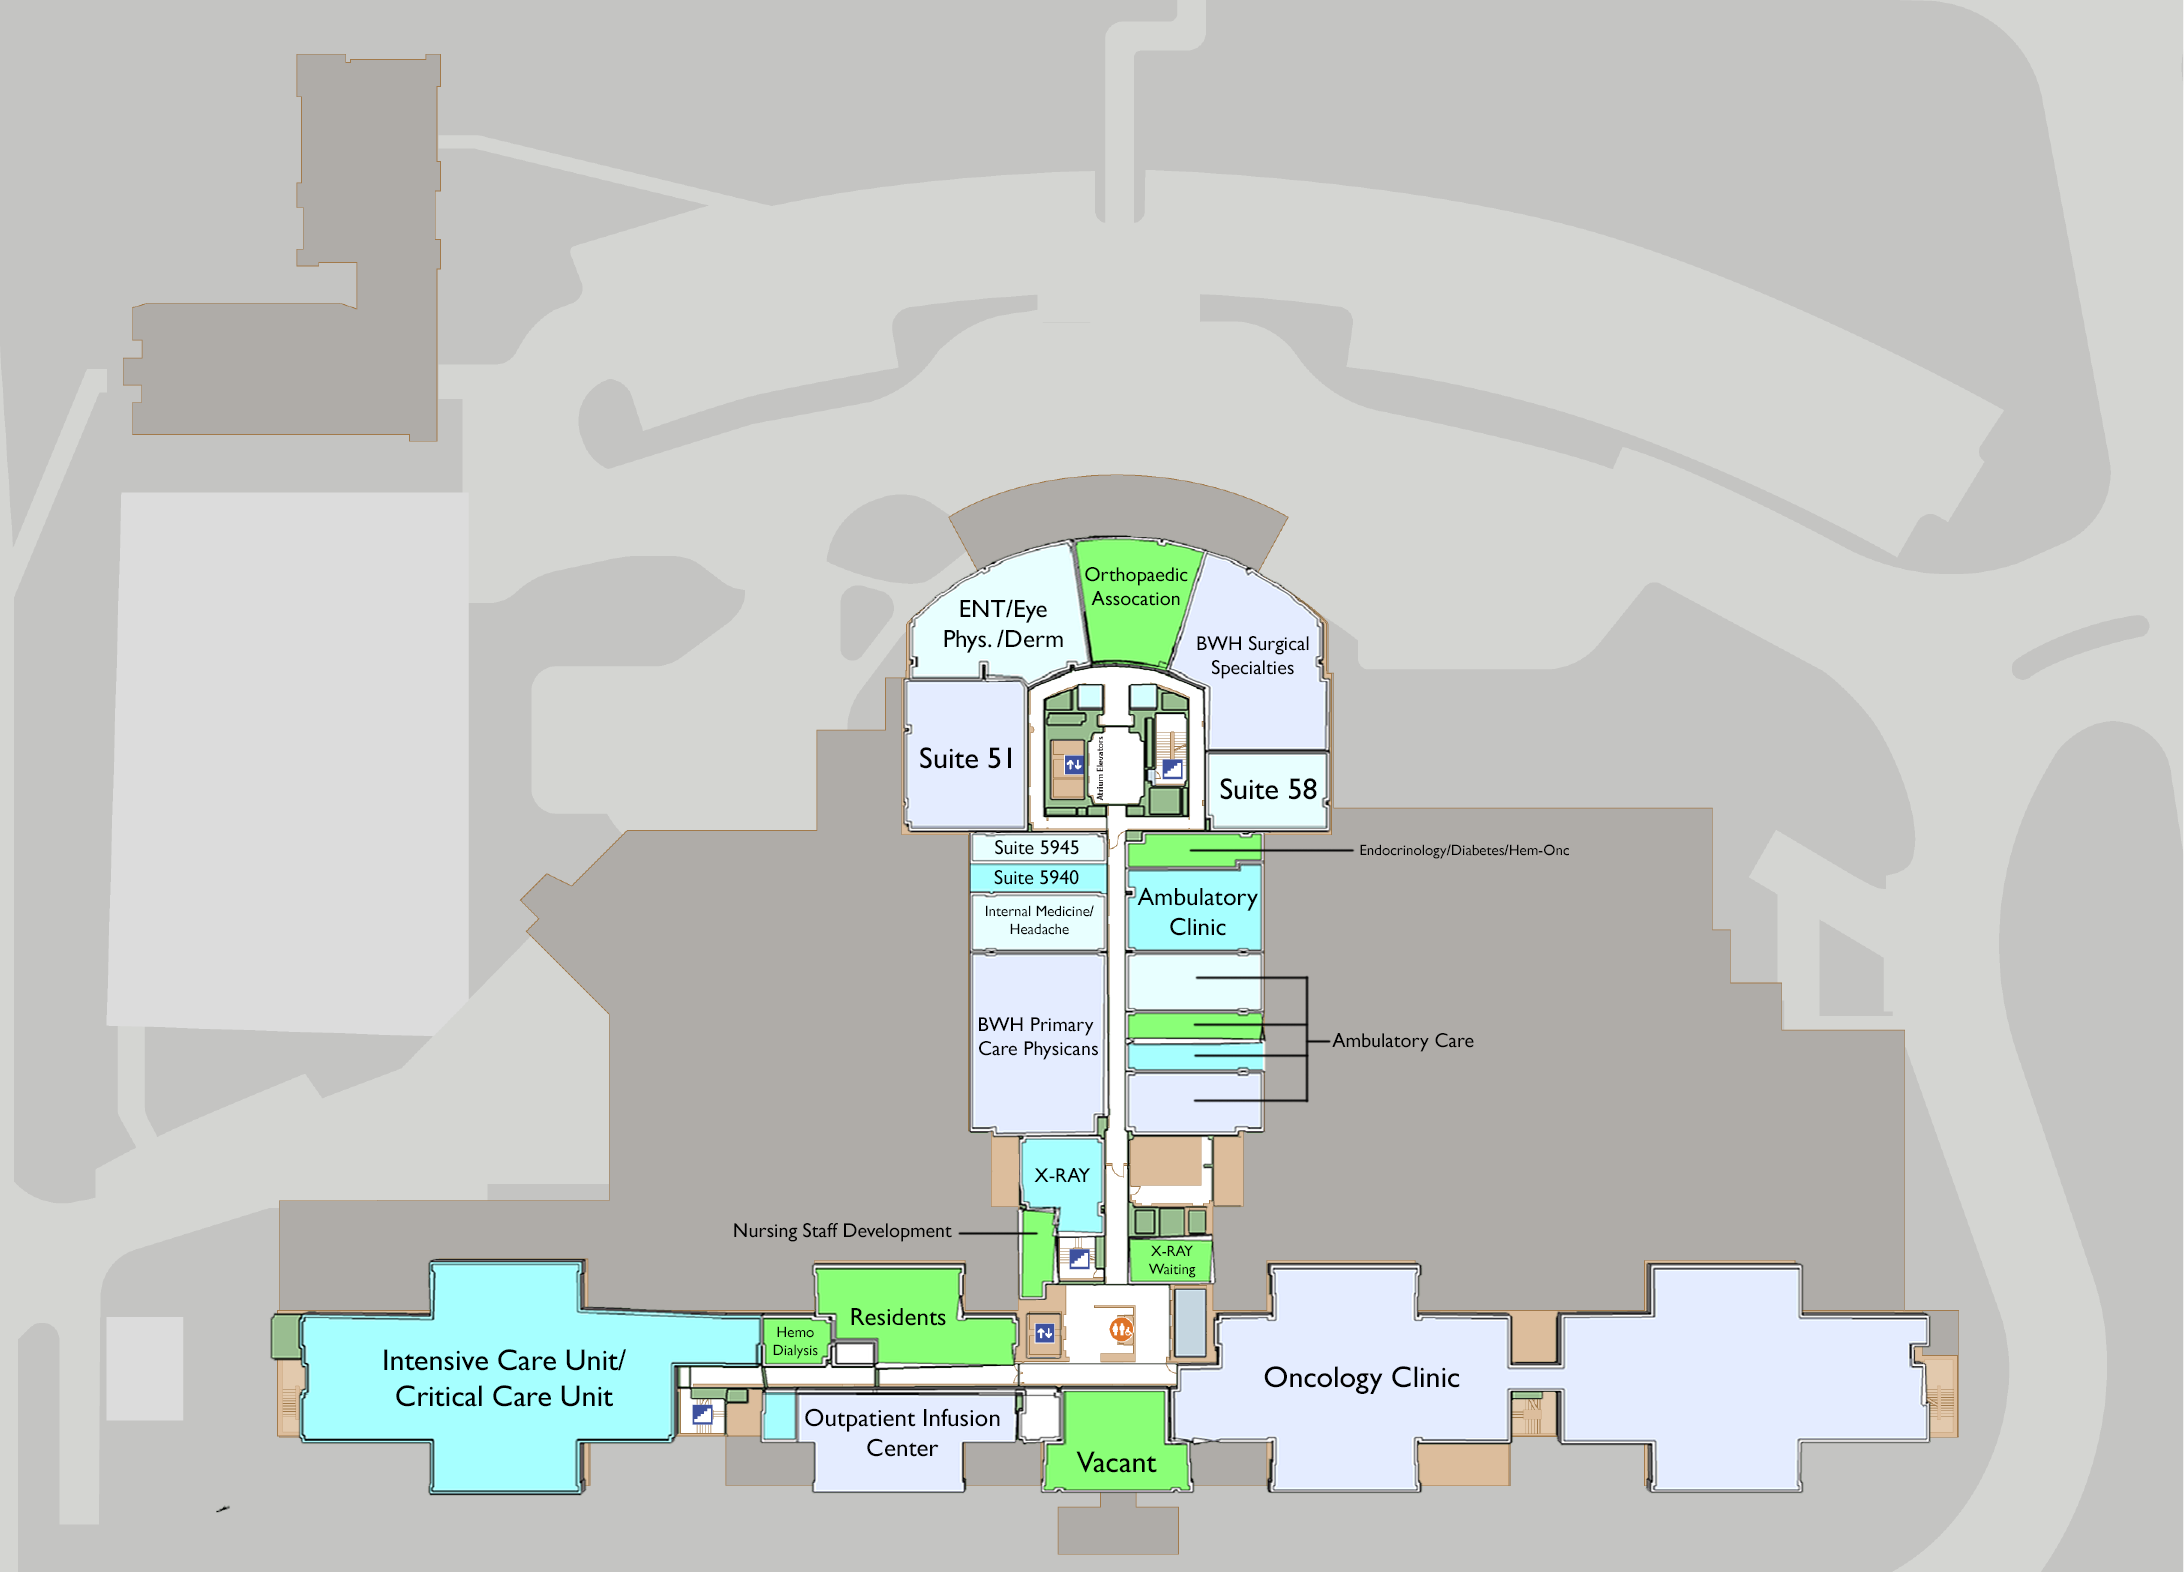 Orthopaedic
Assocation
ENT/Eye
Phys. /Derm
BWH Surgical
Specialties
Suite 51
Atrium Elevators
Suite 58
Suite 5945
Endocrinology/Diabetes/Hem-Onc
Suite 5940
Ambulatory
Clinic
Internal Medicine/
Headache
BWH Primary
Care Physicans
Ambulatory Care
X-RAY
Nursing Staff Development
X-RAY
Waiting
Residents
Hemo
Dialysis
Intensive Care Unit/
Critical Care Unit
Oncology Clinic
Outpatient Infusion
Center
Vacant